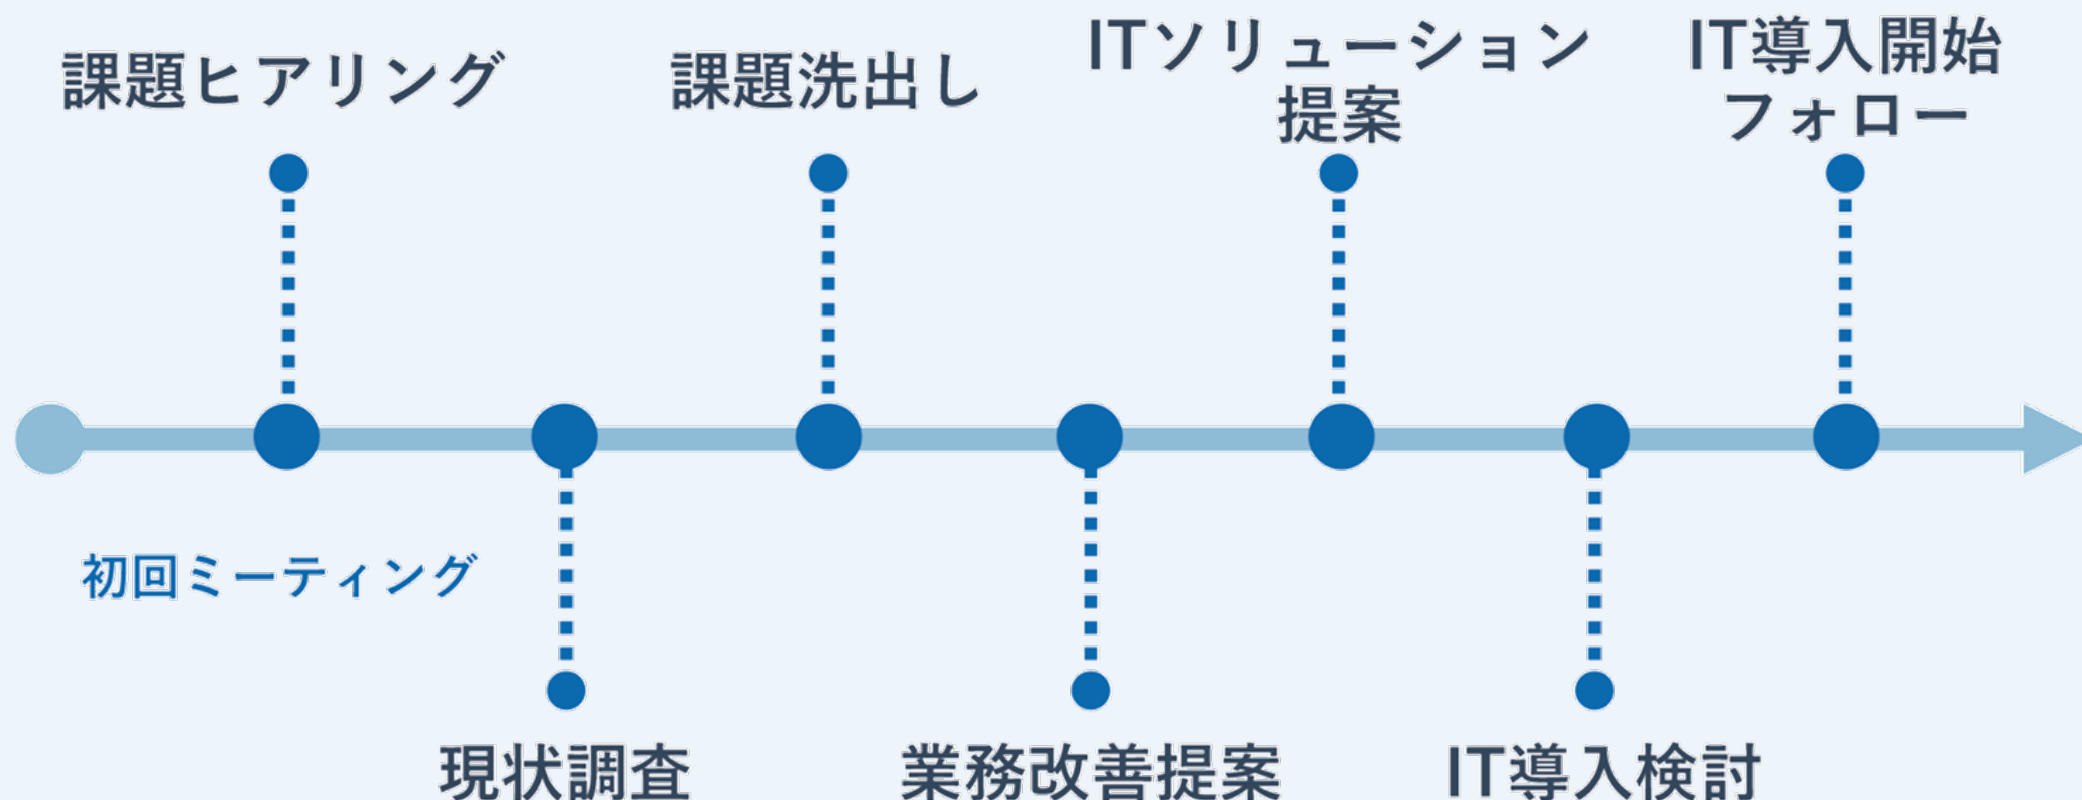 課題ヒアリング
課題洗出し
ITソリューション
提案
IT導入開始
フォロー
初回ミーティング
現状調査
業務改善提案
IT導入検討